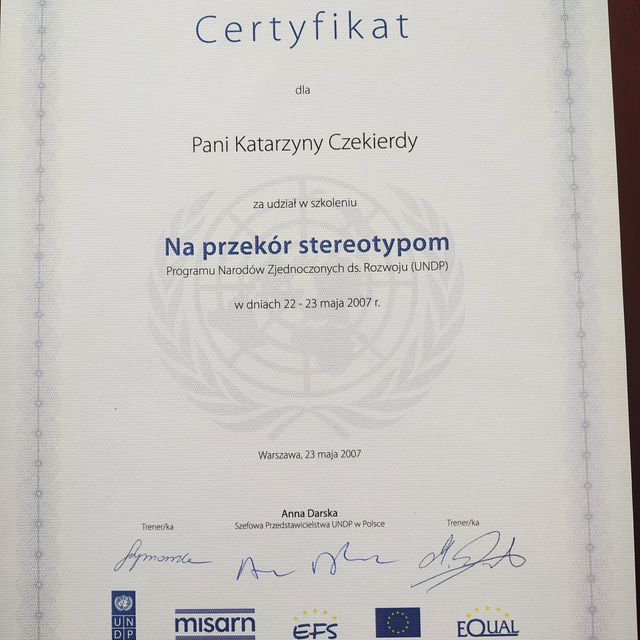 Certyfikat
dla
Pani Katarzyny Czekierdy
za udział w szkoleniu
Na przekór stereotypom
Programu Narodów Zjednoczonych ds. Rozwoju (UNDP)
w dniach 22 - 23 maja 2007 r.
Warszawa, 23 maja 2007
Anna Darska
Trener/ka Szefowa Przedstawicielstwa UNDP w Polsce Trener/ka
UN
DP
misarn
EFS
EQUAL